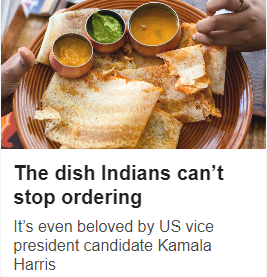 The dish Indians can’t
stop ordering
It’s even beloved by US vice
president candidate Kamala
Harris